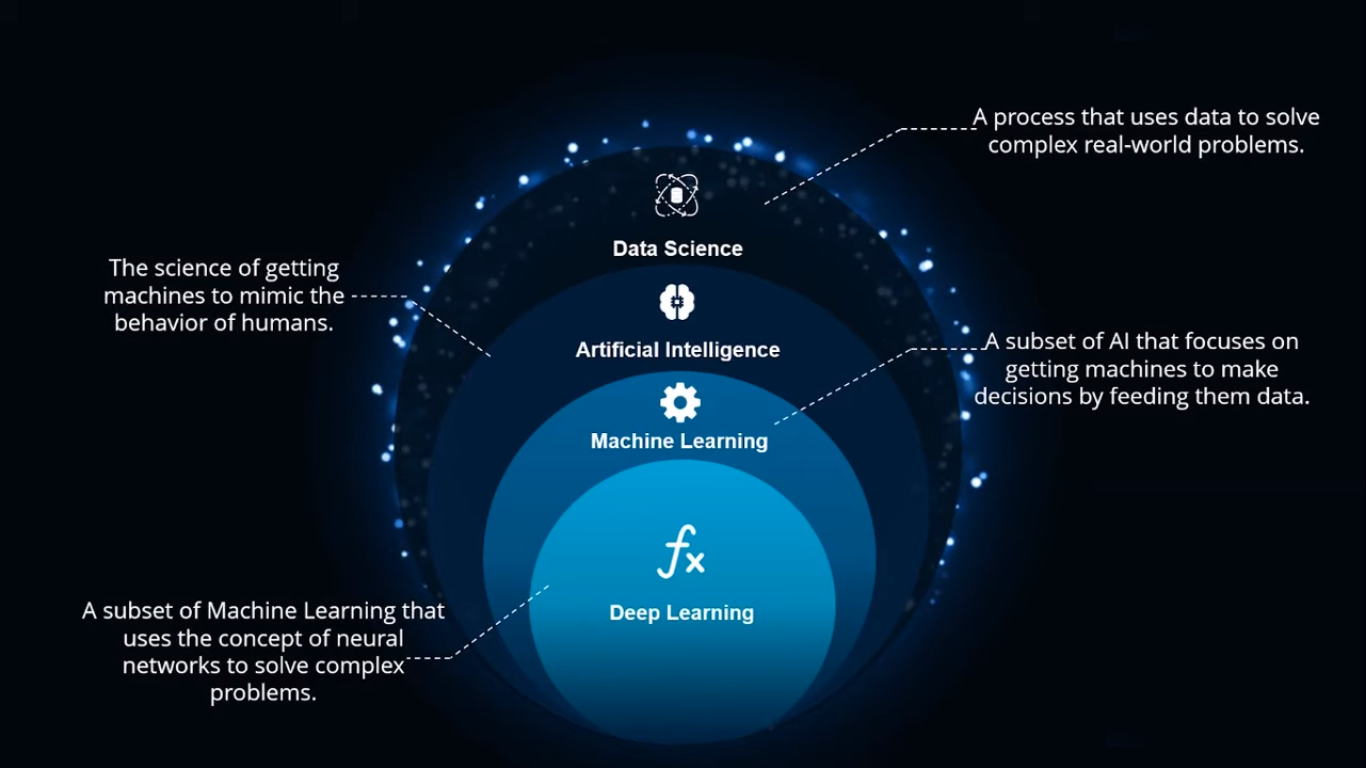 A process that uses data to solve
complex real-world problems.
Data Science
The science of getting
machines to mimic the
behavior of humans.
Artificial Intelligence
A subset of AI that focuses on
getting machines to make
decisions by feeding them data.
Machine Learning
fx
Deep Learning
A subset of Machine Learning that
uses the concept of neural
networks to solve complex
problems.